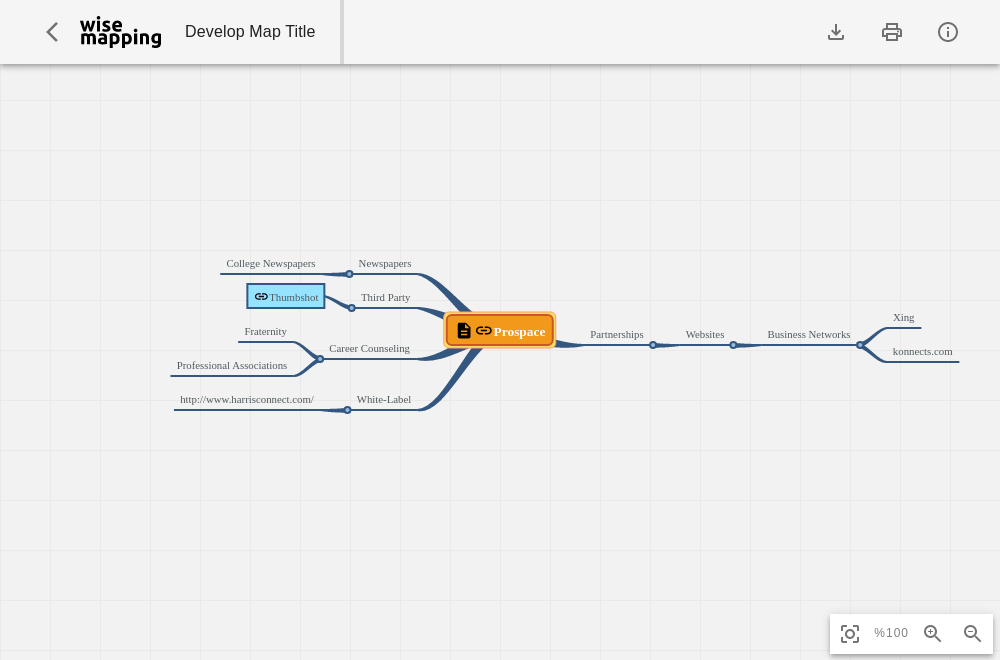 wise
mapping
Develop Map Title
College Newspapers
Newspapers
Thumbshot
Third Party
Prospace
Fraternity
Career Counseling
Professional Associations
http://www.harrisconnect.com/
White-Label
Partnerships
Websites
Business Networks
Xing
konnects.com
%100